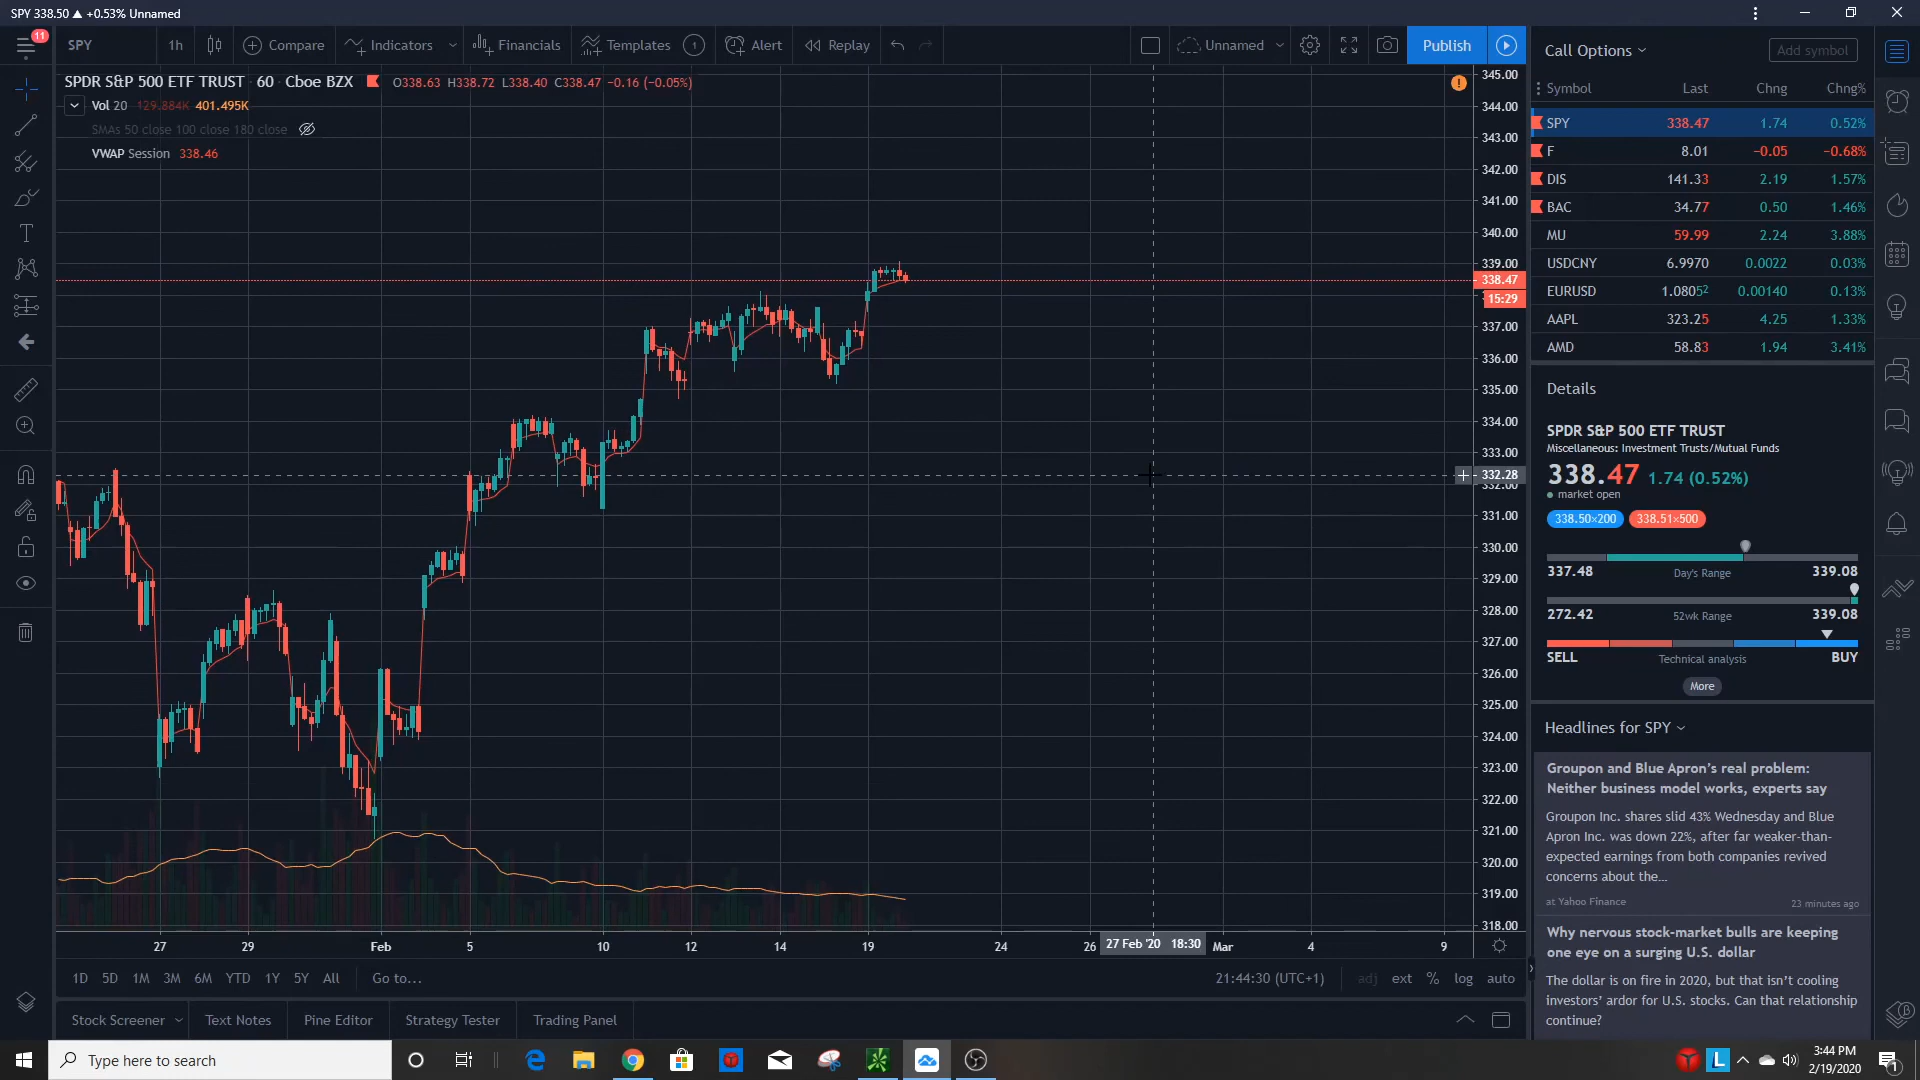 SPY 338.50 ▲ +0.53% Unnamed
11
SPY 1h Compare Indicators Financials Templates 1 Alert Replay Unnamed Publish
SPDR S&P 500 ETF TRUST · 60 · Cboe BZX O338.63 H338.72 L338.40 C338.47 −0.16 (−0.05%)
Vol 20 129.884K 401.495K
SMAs 50 close 100 close 180 close
VWAP Session 338.46
345.00
344.00
343.00
342.00
341.00
340.00
339.00
338.47
15:29
337.00
336.00
335.00
334.00
333.00
332.28
332.00
331.00
330.00
329.00
328.00
327.00
326.00
325.00
324.00
323.00
322.00
321.00
320.00
319.00
318.00
27 29 Feb 5 10 12 14 19 24 26 27 Feb '20 18:30 Mar 4 9
1D 5D 1M 3M 6M YTD 1Y 5Y All Go to... 21:44:30 (UTC+1) adj ext % log auto
Stock Screener Text Notes Pine Editor Strategy Tester Trading Panel
Call Options Add symbol
Symbol Last Chng Chng%
SPY 338.47 1.74 0.52%
F 8.01 −0.05 −0.68%
DIS 141.33 2.19 1.57%
BAC 34.77 0.50 1.46%
MU 59.99 2.24 3.88%
USDCNY 6.9970 0.0022 0.03%
EURUSD 1.08052 0.00140 0.13%
AAPL 323.25 4.25 1.33%
AMD 58.83 1.94 3.41%
Details
SPDR S&P 500 ETF TRUST
Miscellaneous: Investment Trusts/Mutual Funds
338.47 1.74 (0.52%)
market open
338.50×200 338.51×500
337.48 Day's Range 339.08
272.42 52wk Range 339.08
SELL Technical analysis BUY
More
Headlines for SPY
Groupon and Blue Apron's real problem:
Neither business model works, experts say
Groupon Inc. shares slid 43% Wednesday and Blue
Apron Inc. was down 22%, after far weaker-than-
expected earnings from both companies revived
concerns about the...
at Yahoo Finance 23 minutes ago
Why nervous stock-market bulls are keeping
one eye on a surging U.S. dollar
The dollar is on fire in 2020, but that isn't cooling
investors' ardor for U.S. stocks. Can that relationship
continue?
Type here to search
L
3:44 PM
2/19/2020
1